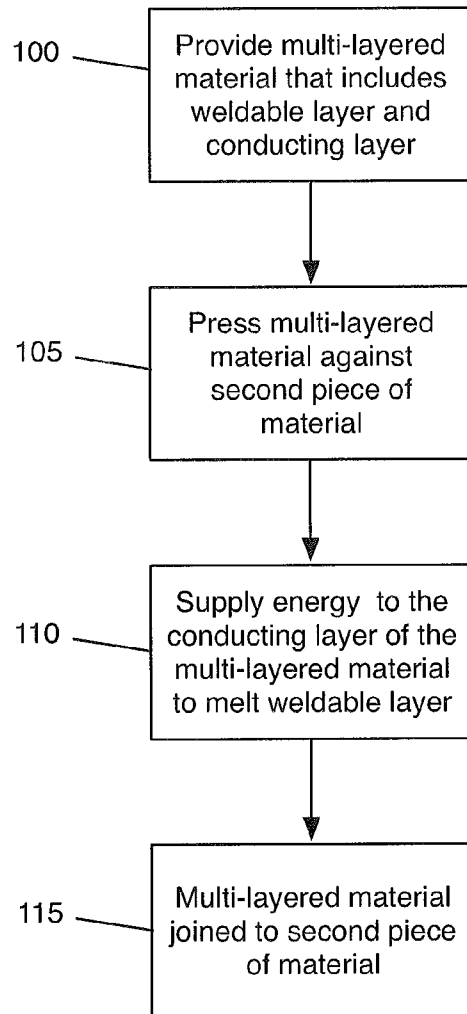 100
Provide multi-layered
material that includes
weldable layer and
conducting layer
105
Press multi-layered
material against
second piece of
material
110
Supply energy to the
conducting layer of the
multi-layered material
to melt weldable layer
115
Multi-layered material
joined to second piece
of material